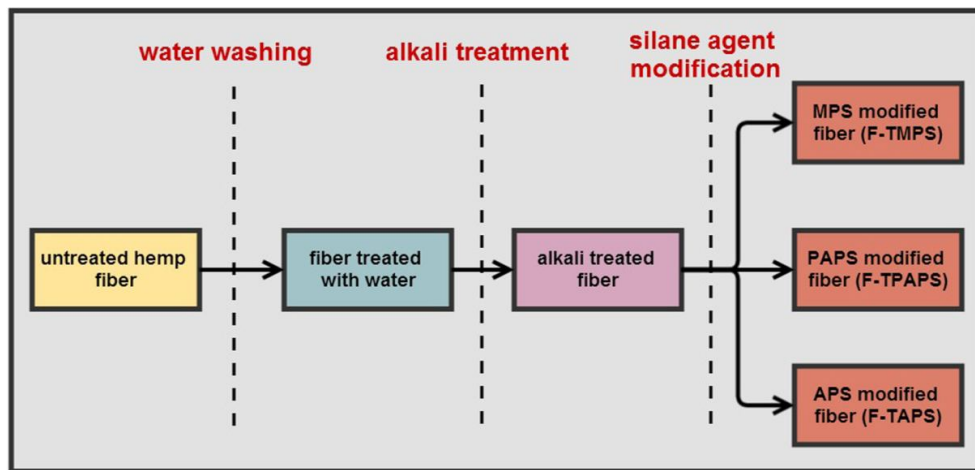 water washing
alkali treatment
silane agent
modification
untreated hemp
fiber
fiber treated
with water
alkali treated
fiber
MPS modified
fiber (F-TMPS)
PAPS modified
fiber (F-TPAPS)
APS modified
fiber (F-TAPS)